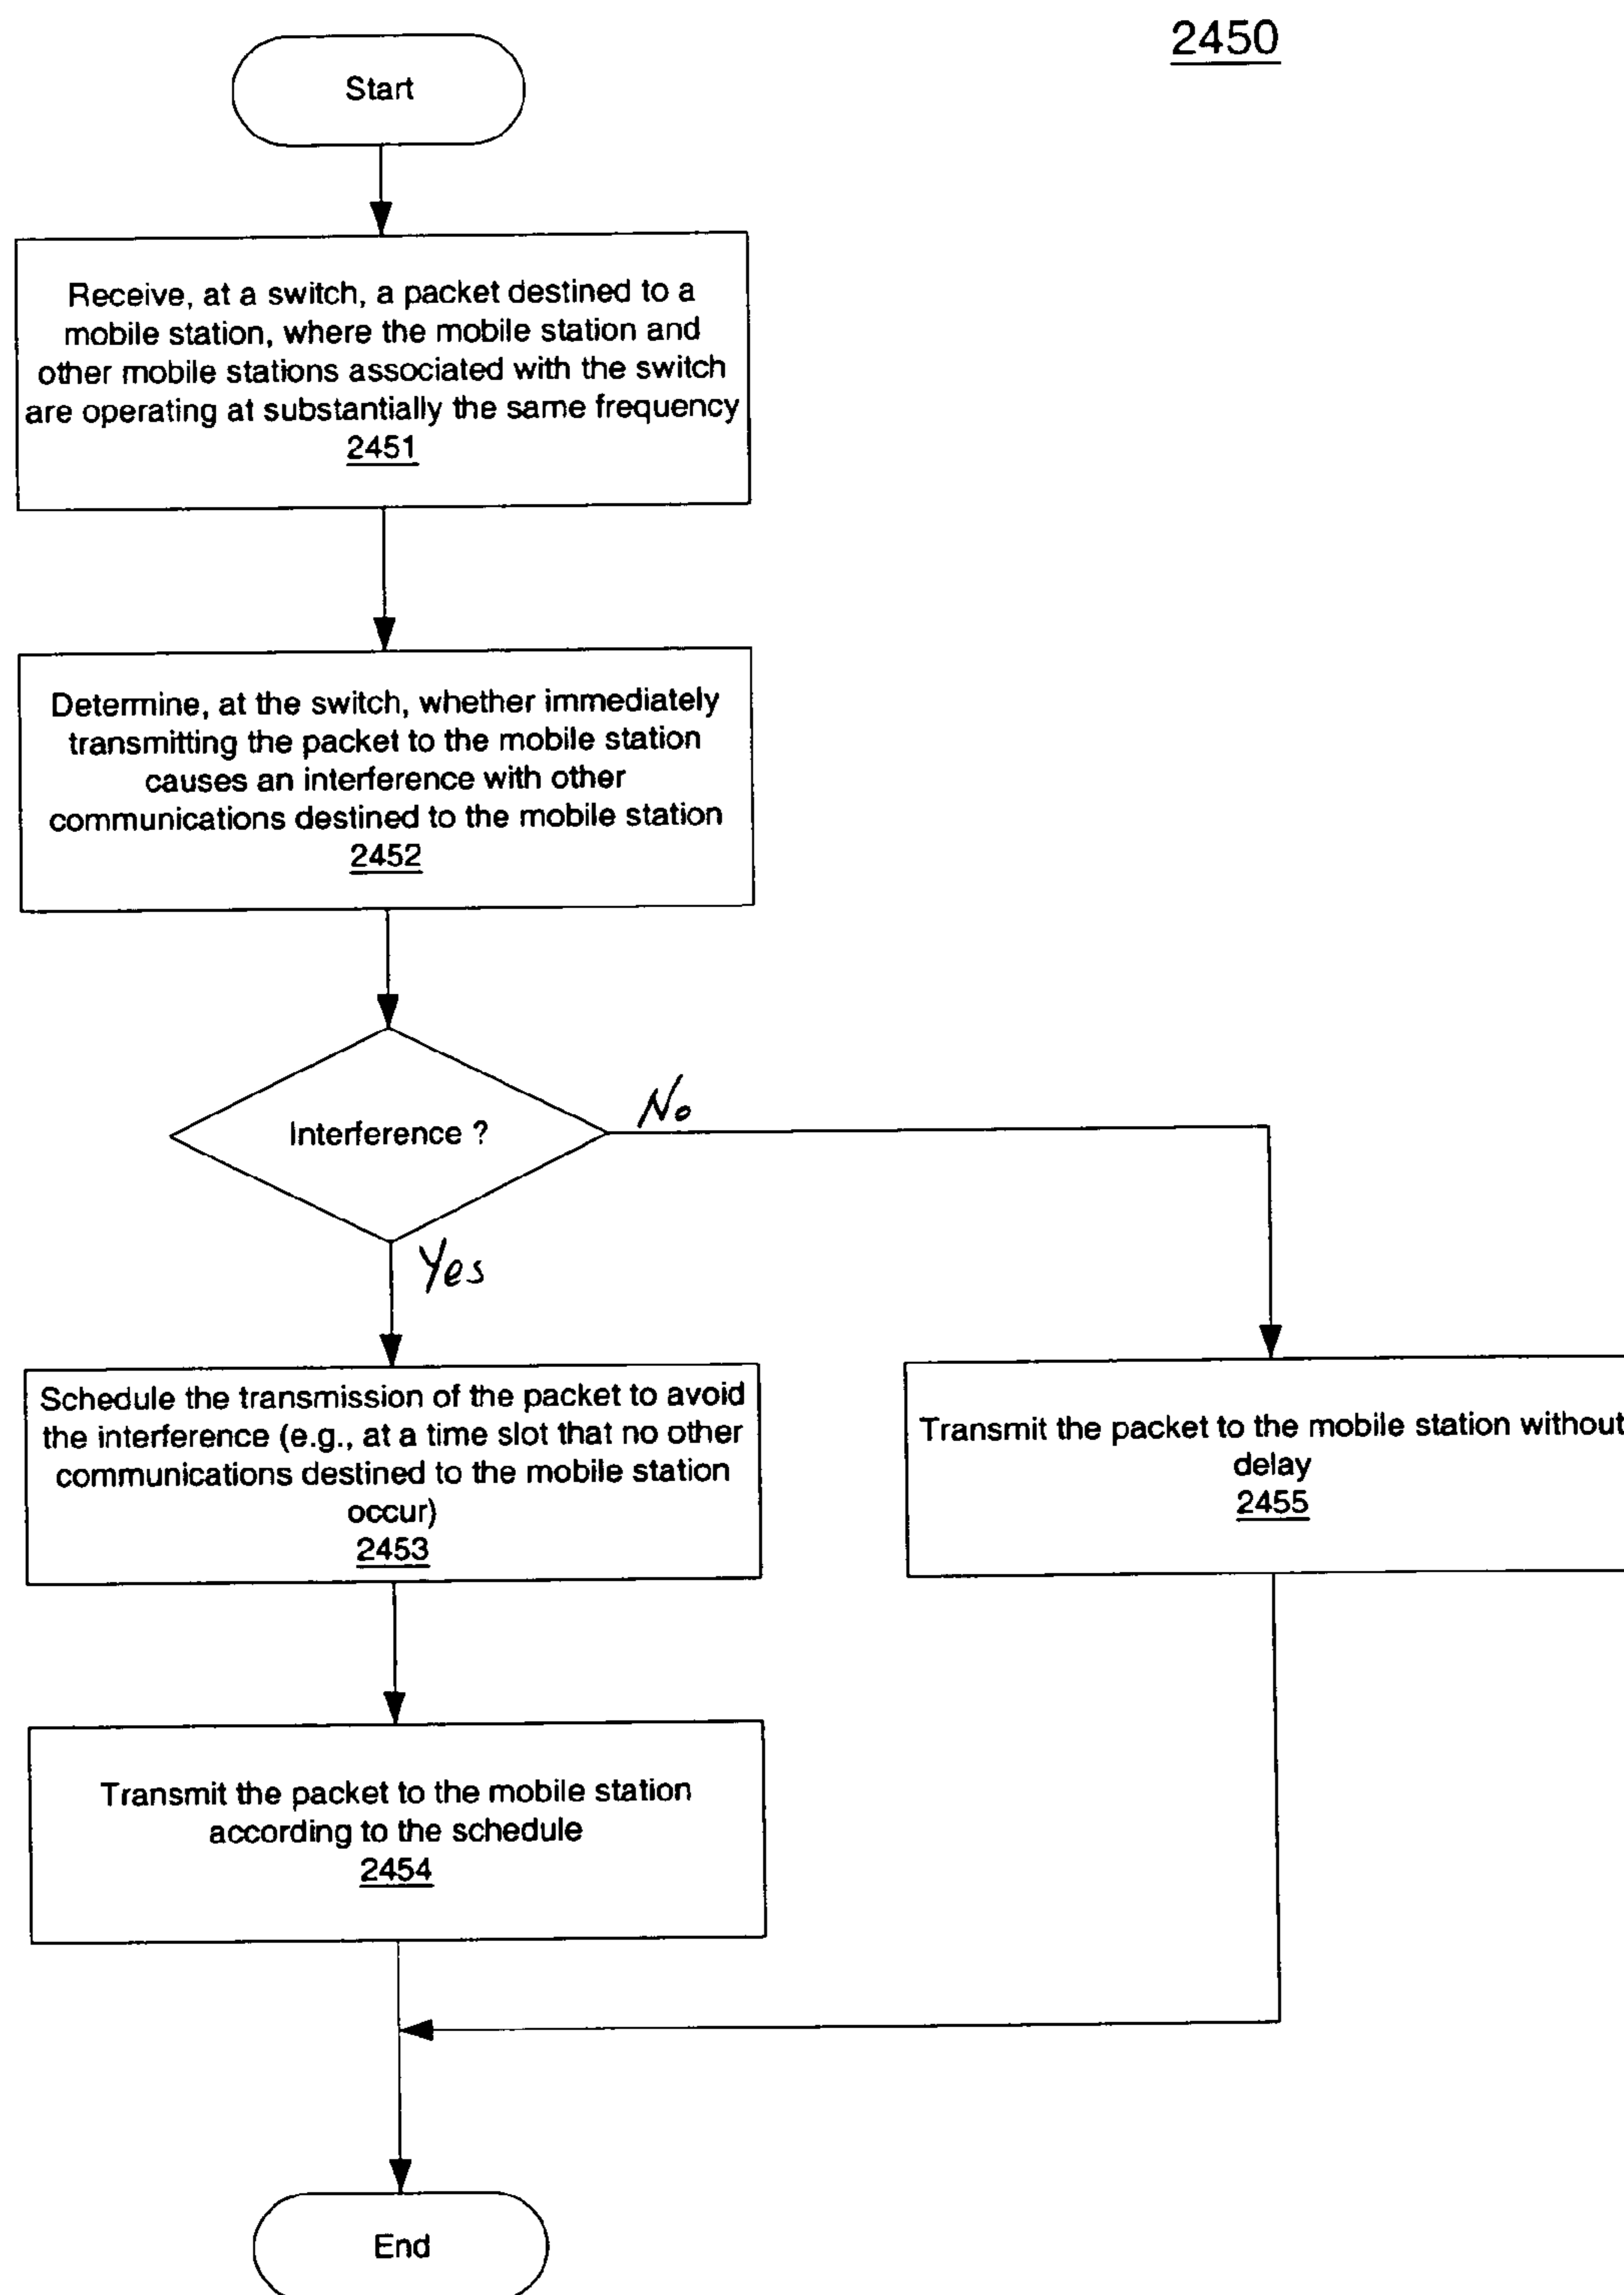 2450
Start
Receive, at a switch, a packet destined to a
mobile station, where the mobile station and
other mobile stations associated with the switch
are operating at substantially the same frequency
2451
Determine, at the switch, whether immediately
transmitting the packet to the mobile station
causes an interference with other
communications destined to the mobile station
2452
Interference ?
No
Yes
Schedule the transmission of the packet to avoid
the interference (e.g., at a time slot that no other
communications destined to the mobile station
occur)
2453
Transmit the packet to the mobile station without
delay
2455
Transmit the packet to the mobile station
according to the schedule
2454
End